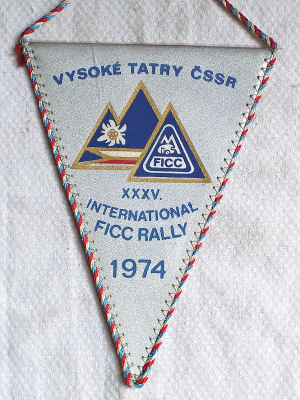 VYSOKÉ TATRY ČSSR
FICC
XXXV.
INTERNATIONAL
FICC RALLY
1974